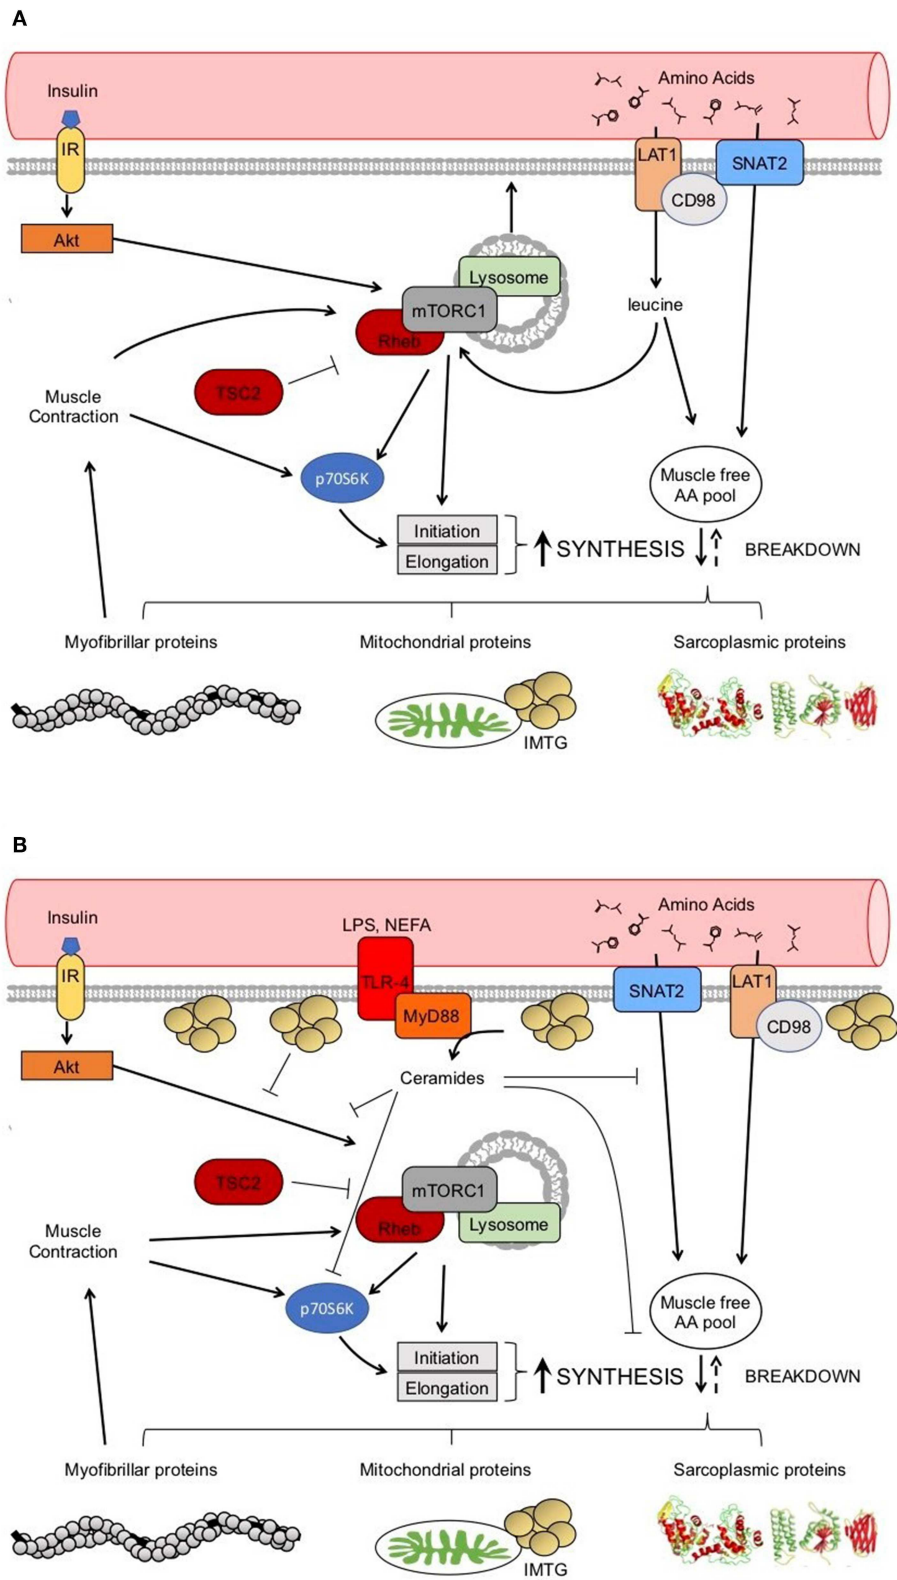 A
Insulin
Amino Acids
IR
LAT1
SNAT2
CD98
Akt
Lysosome
mTORC1
leucine
Rheb
TSC2
Muscle
Contraction
p70S6K
Muscle free
AA pool
Initiation
Elongation
SYNTHESIS
BREAKDOWN
Myofibrillar proteins
Mitochondrial proteins
Sarcoplasmic proteins
IMTG
B
Insulin
LPS, NEFA
Amino Acids
IR
TLR-4
SNAT2
LAT1
MyD88
CD98
Akt
Ceramides
TSC2
mTORC1
Rheb
Lysosome
Muscle
Contraction
p70S6K
Muscle free
AA pool
Initiation
Elongation
SYNTHESIS
BREAKDOWN
Myofibrillar proteins
Mitochondrial proteins
Sarcoplasmic proteins
IMTG